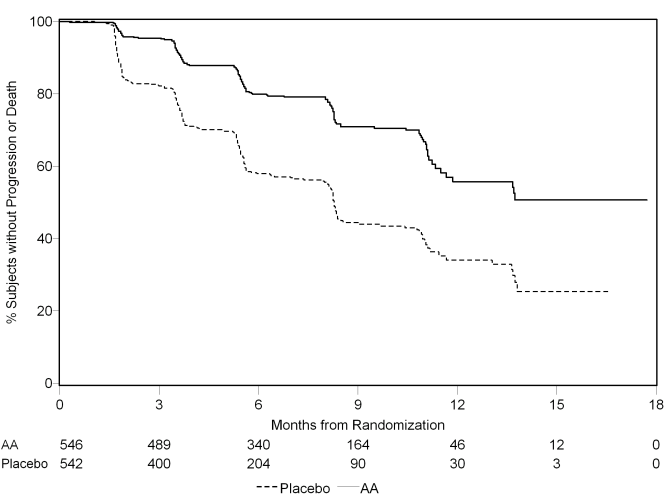 % Subjects without Progression or Death
100
80
60
40
20
0
0 3 6 9 12 15 18
Months from Randomization
AA 546 489 340 164 46 12 0
Placebo 542 400 204 90 30 3 0
Placebo AA